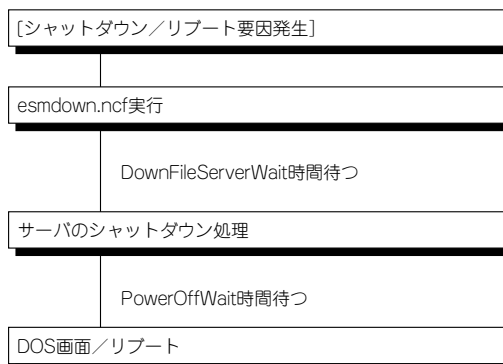 [シャットダウン／リブート要因発生]
esmdown.ncf実行
DownFileServerWait時間待つ
サーバのシャットダウン処理
PowerOffWait時間待つ
DOS画面／リブート